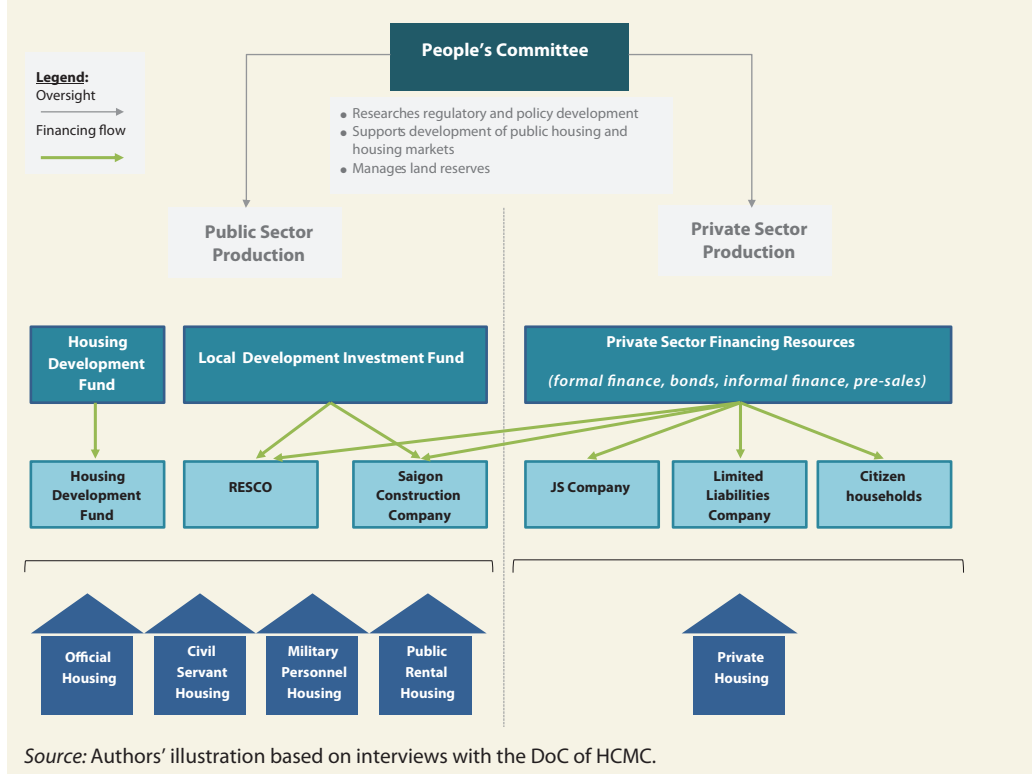 People's Committee
Legend:
Oversight
Financing flow
• Researches regulatory and policy development
• Supports development of public housing and
housing markets
• Manages land reserves
Public Sector
Production
Private Sector
Production
Housing
Development
Fund
Local Development Investment Fund
Private Sector Financing Resources
(formal finance, bonds, informal finance, pre-sales)
Housing
Development
Fund
RESCO
Saigon
Construction
Company
JS Company
Limited
Liabilities
Company
Citizen
households
Official
Housing
Civil
Servant
Housing
Military
Personnel
Housing
Public
Rental
Housing
Private
Housing
Source: Authors' illustration based on interviews with the DoC of HCMC.